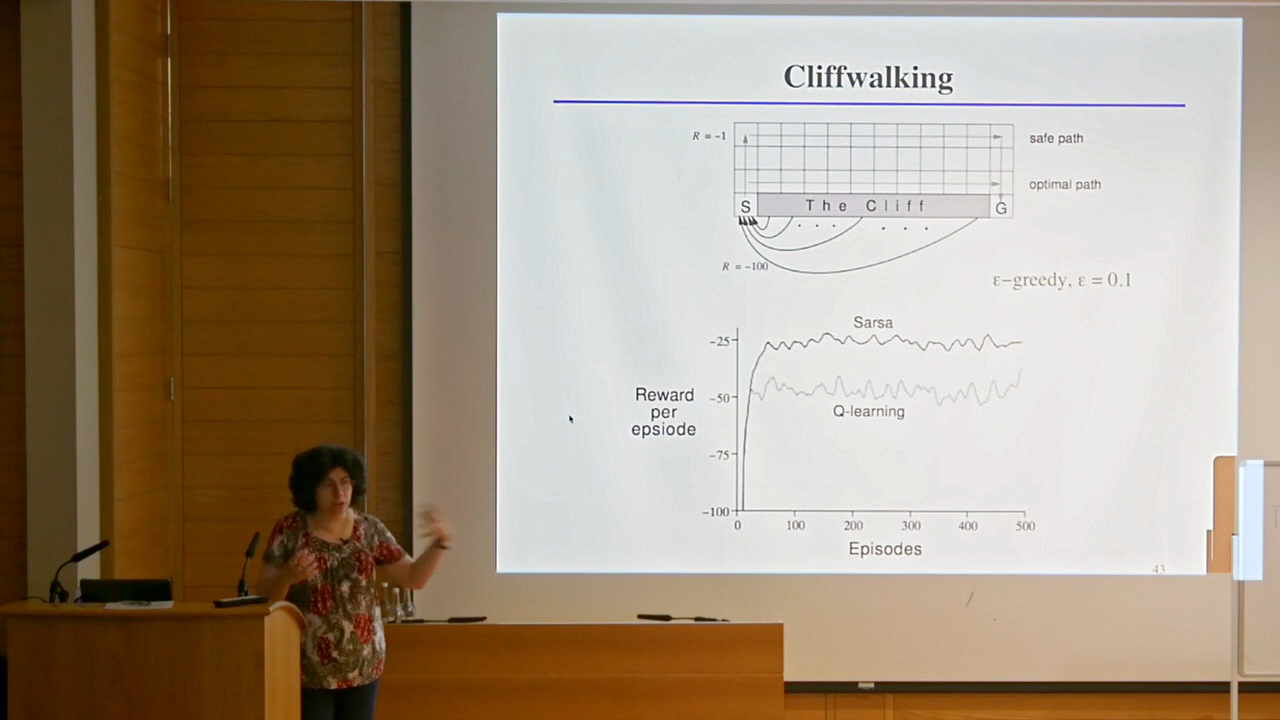 Cliffwalking
R = −1
safe path
optimal path
S
The Cliff
G
R = −100
ε−greedy, ε = 0.1
Sarsa
−25
Reward
per
epsiode
−50
Q-learning
−75
−100
0 100 200 300 400 500
Episodes
43